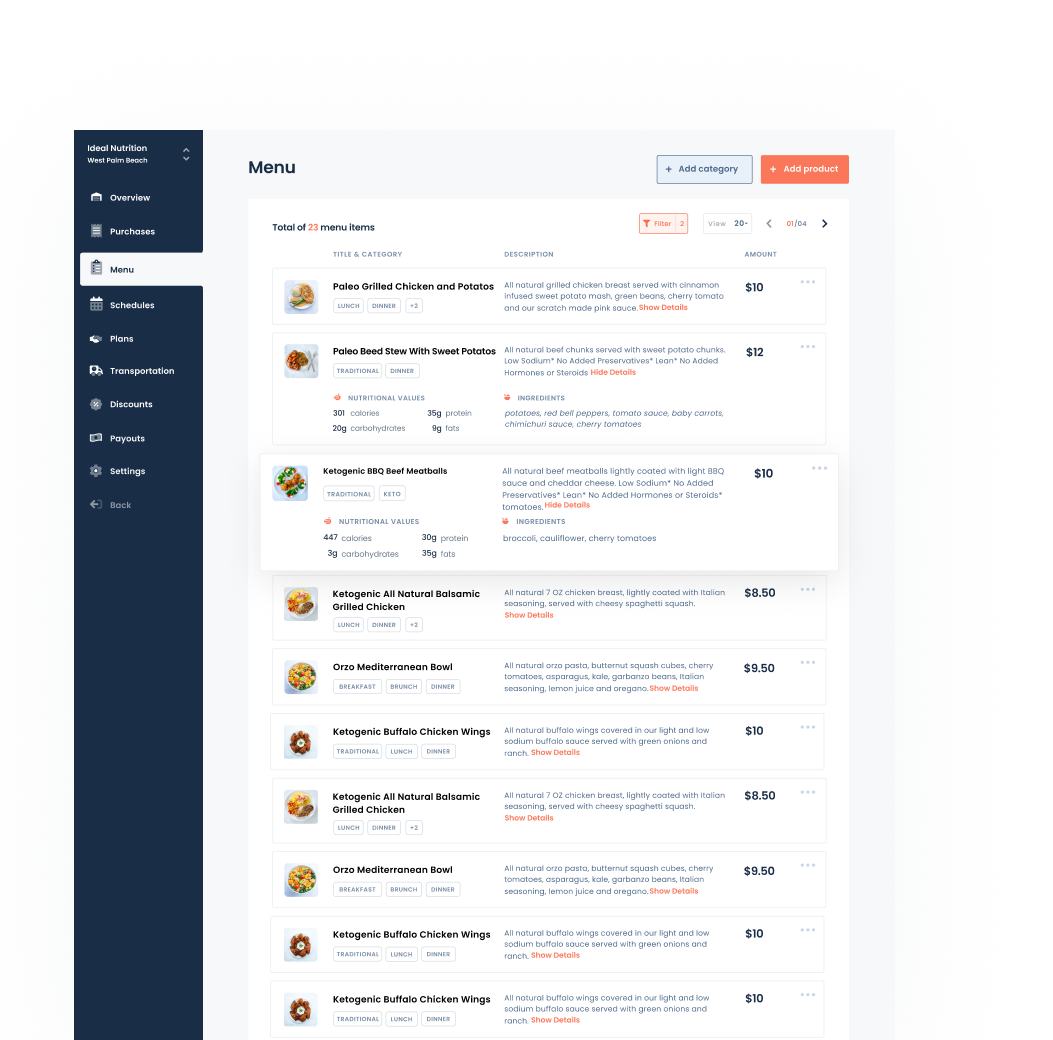 Ideal Nutrition
West Palm Beach
Overview
Purchases
Menu
Schedules
Plans
Transportation
Discounts
Payouts
Settings
Back
Menu
+ Add category
+ Add product
Total of 23 menu items
Filter 2
View 20-
01/04
TITLE & CATEGORY
DESCRIPTION
AMOUNT
Paleo Grilled Chicken and Potatos
LUNCH DINNER +2
All natural grilled chicken breast served with cinnamon
infused sweet potato mash, green beans, cherry tomato
and our scratch made pink sauce. Show Details
$10
Paleo Beed Stew With Sweet Potatos
TRADITIONAL DINNER
All natural beef chunks served with sweet potato chunks.
Low Sodium* No Added Preservatives* Lean* No Added
Hormones or Steroids Hide Details
$12
NUTRITIONAL VALUES
301 calories 35g protein
20g carbohydrates 9g fats
INGREDIENTS
potatoes, red bell peppers, tomato sauce, baby carrots,
chimichuri sauce, cherry tomatoes
Ketogenic BBQ Beef Meatballs
TRADITIONAL KETO
All natural beef meatballs lightly coated with light BBQ
sauce and cheddar cheese. Low Sodium* No Added
Preservatives* Lean* No Added Hormones or Steroids*
tomatoes. Hide Details
$10
NUTRITIONAL VALUES
447 calories 30g protein
3g carbohydrates 35g fats
INGREDIENTS
broccoli, cauliflower, cherry tomatoes
Ketogenic All Natural Balsamic
Grilled Chicken
LUNCH DINNER +2
All natural 7 OZ chicken breast, lightly coated with Italian
seasoning, served with cheesy spaghetti squash.
Show Details
$8.50
Orzo Mediterranean Bowl
BREAKFAST BRUNCH DINNER
All natural orzo pasta, butternut squash cubes, cherry
tomatoes, asparagus, kale, garbanzo beans, Italian
seasoning, lemon juice and oregano. Show Details
$9.50
Ketogenic Buffalo Chicken Wings
TRADITIONAL LUNCH DINNER
All natural buffalo wings covered in our light and low
sodium buffalo sauce served with green onions and
ranch. Show Details
$10
Ketogenic All Natural Balsamic
Grilled Chicken
LUNCH DINNER +2
All natural 7 OZ chicken breast, lightly coated with Italian
seasoning, served with cheesy spaghetti squash.
Show Details
$8.50
Orzo Mediterranean Bowl
BREAKFAST BRUNCH DINNER
All natural orzo pasta, butternut squash cubes, cherry
tomatoes, asparagus, kale, garbanzo beans, Italian
seasoning, lemon juice and oregano. Show Details
$9.50
Ketogenic Buffalo Chicken Wings
TRADITIONAL LUNCH DINNER
All natural buffalo wings covered in our light and low
sodium buffalo sauce served with green onions and
ranch. Show Details
$10
Ketogenic Buffalo Chicken Wings
TRADITIONAL LUNCH DINNER
All natural buffalo wings covered in our light and low
sodium buffalo sauce served with green onions and
ranch. Show Details
$10